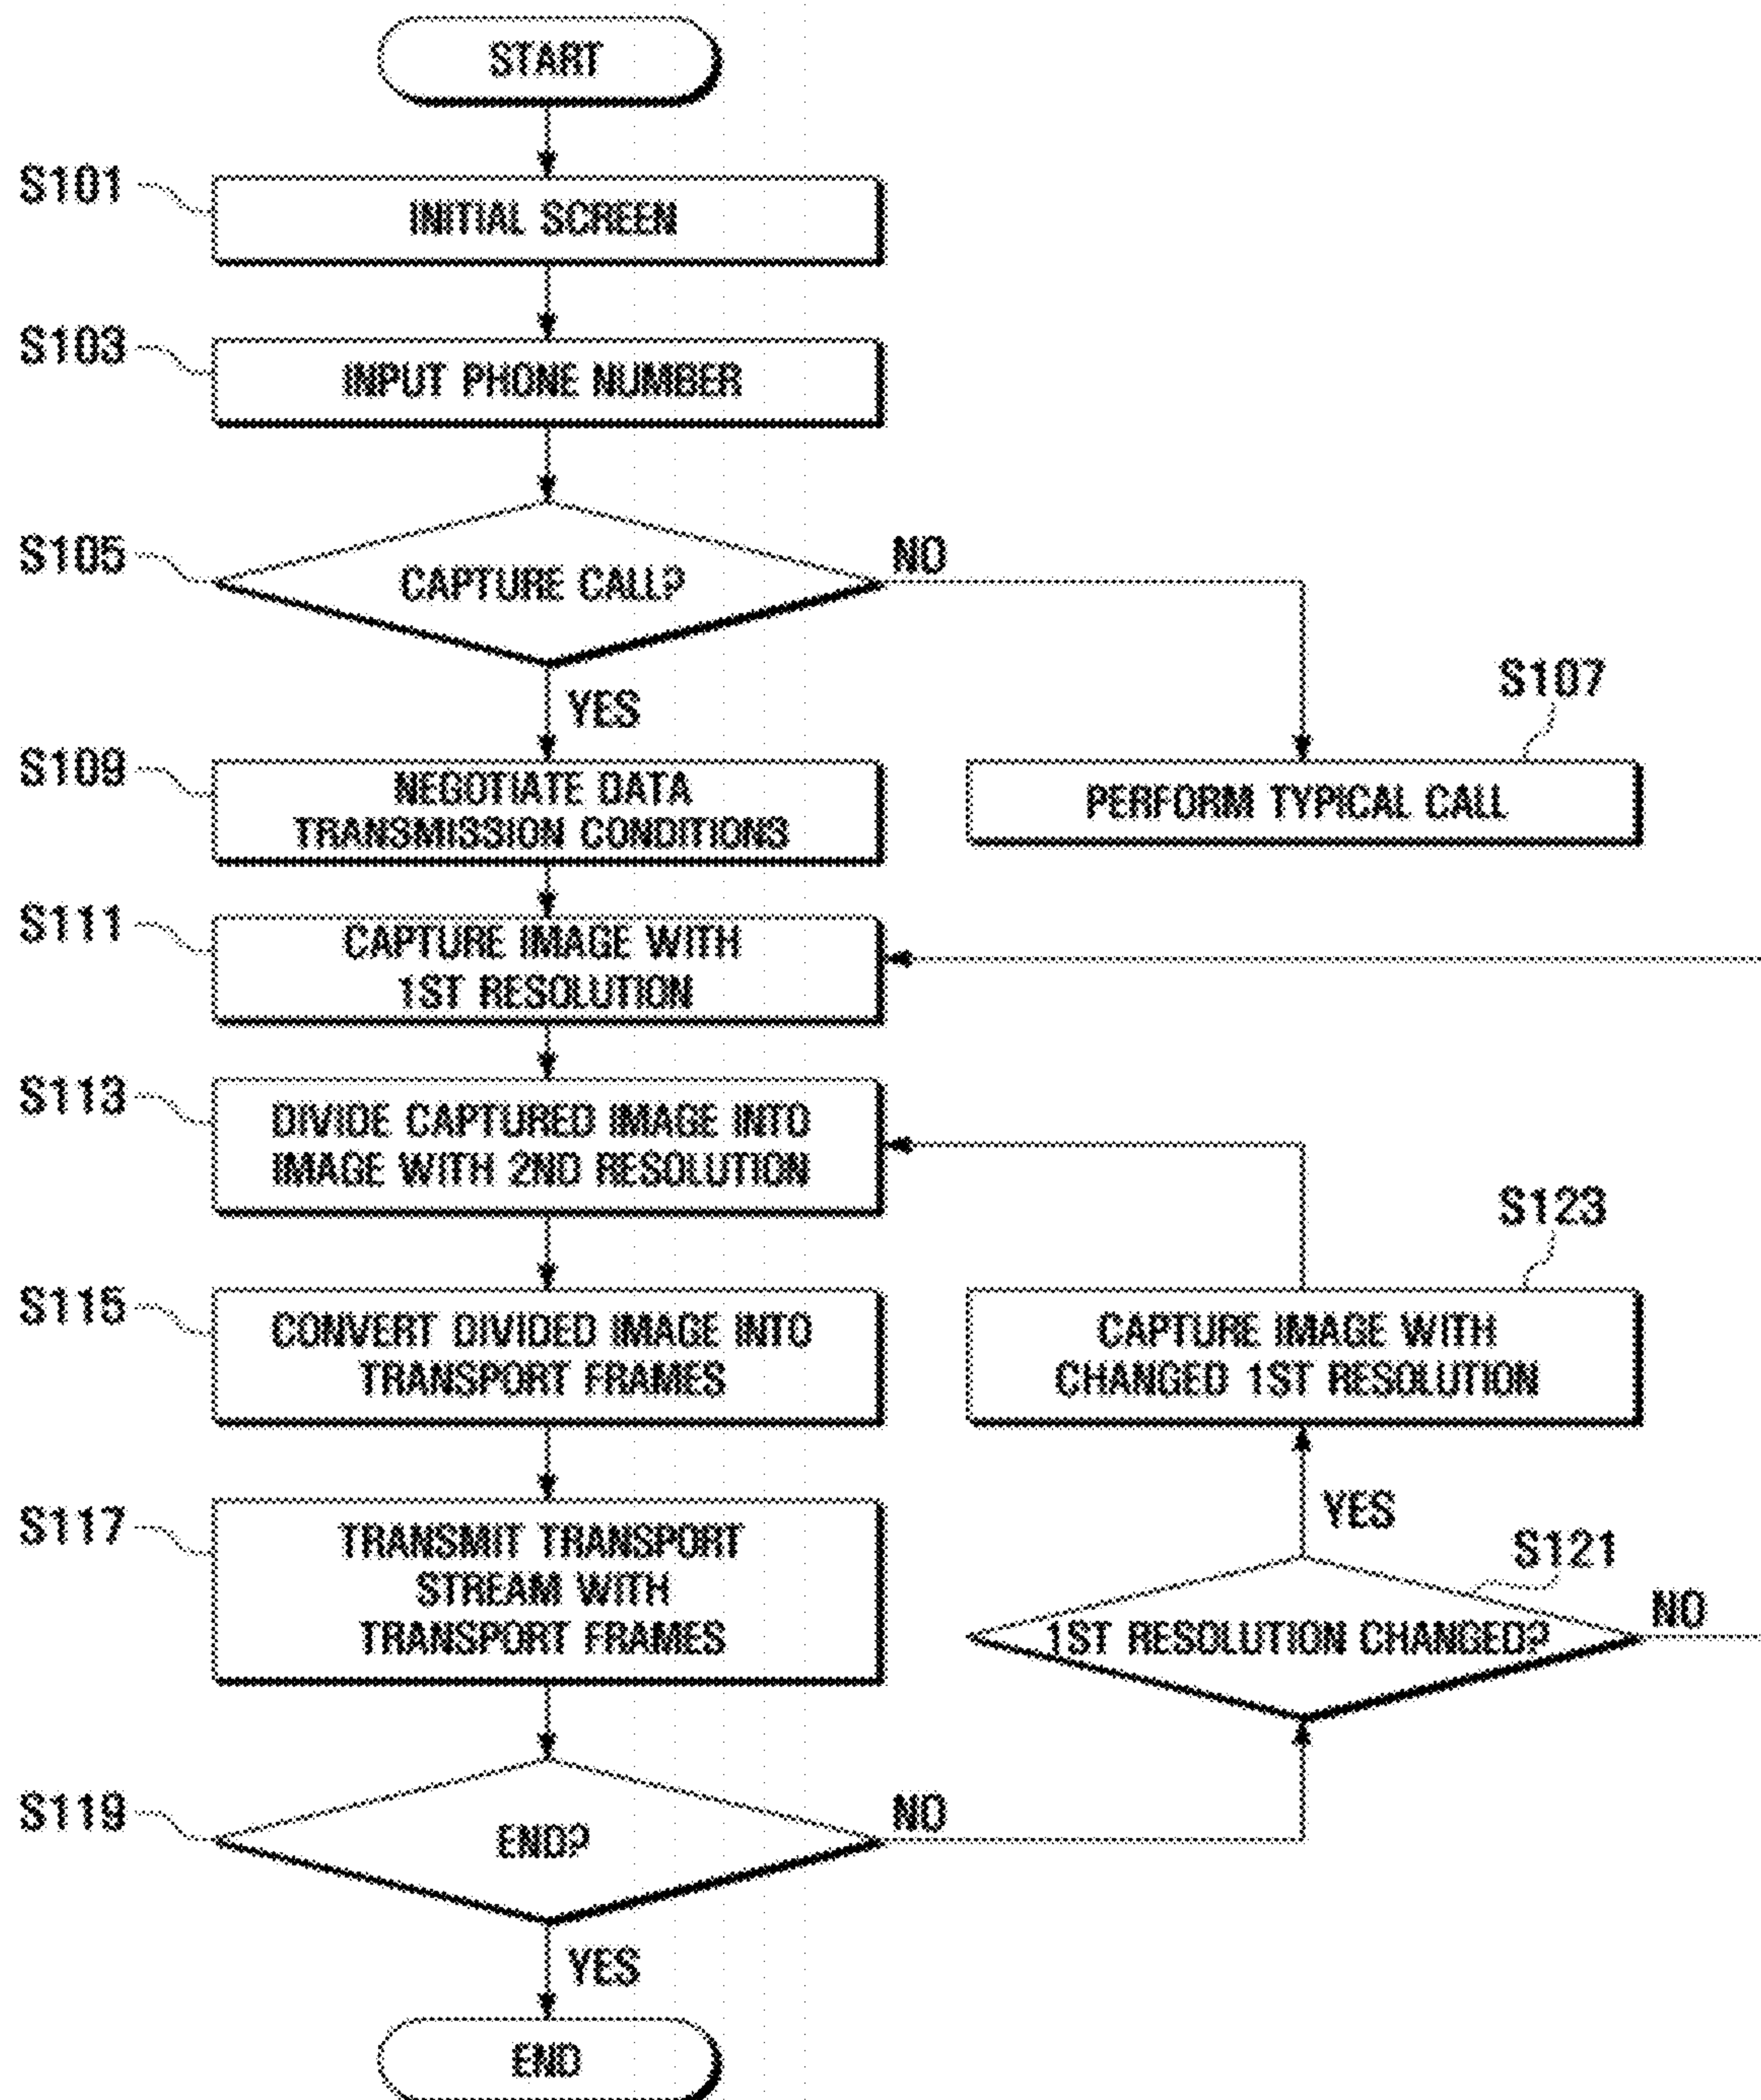 START
S101
INITIAL SCREEN
S103
INPUT PHONE NUMBER
S105
CAPTURE CALL?
NO
YES
S107
PERFORM TYPICAL CALL
S109
NEGOTIATE DATA
TRANSMISSION CONDITIONS
S111
CAPTURE IMAGE WITH
1ST RESOLUTION
S113
DIVIDE CAPTURED IMAGE INTO
IMAGE WITH 2ND RESOLUTION
S123
CAPTURE IMAGE WITH
CHANGED 1ST RESOLUTION
S115
CONVERT DIVIDED IMAGE INTO
TRANSPORT FRAMES
YES
S117
TRANSMIT TRANSPORT
STREAM WITH
TRANSPORT FRAMES
S121
1ST RESOLUTION CHANGED?
NO
S119
END?
NO
YES
END